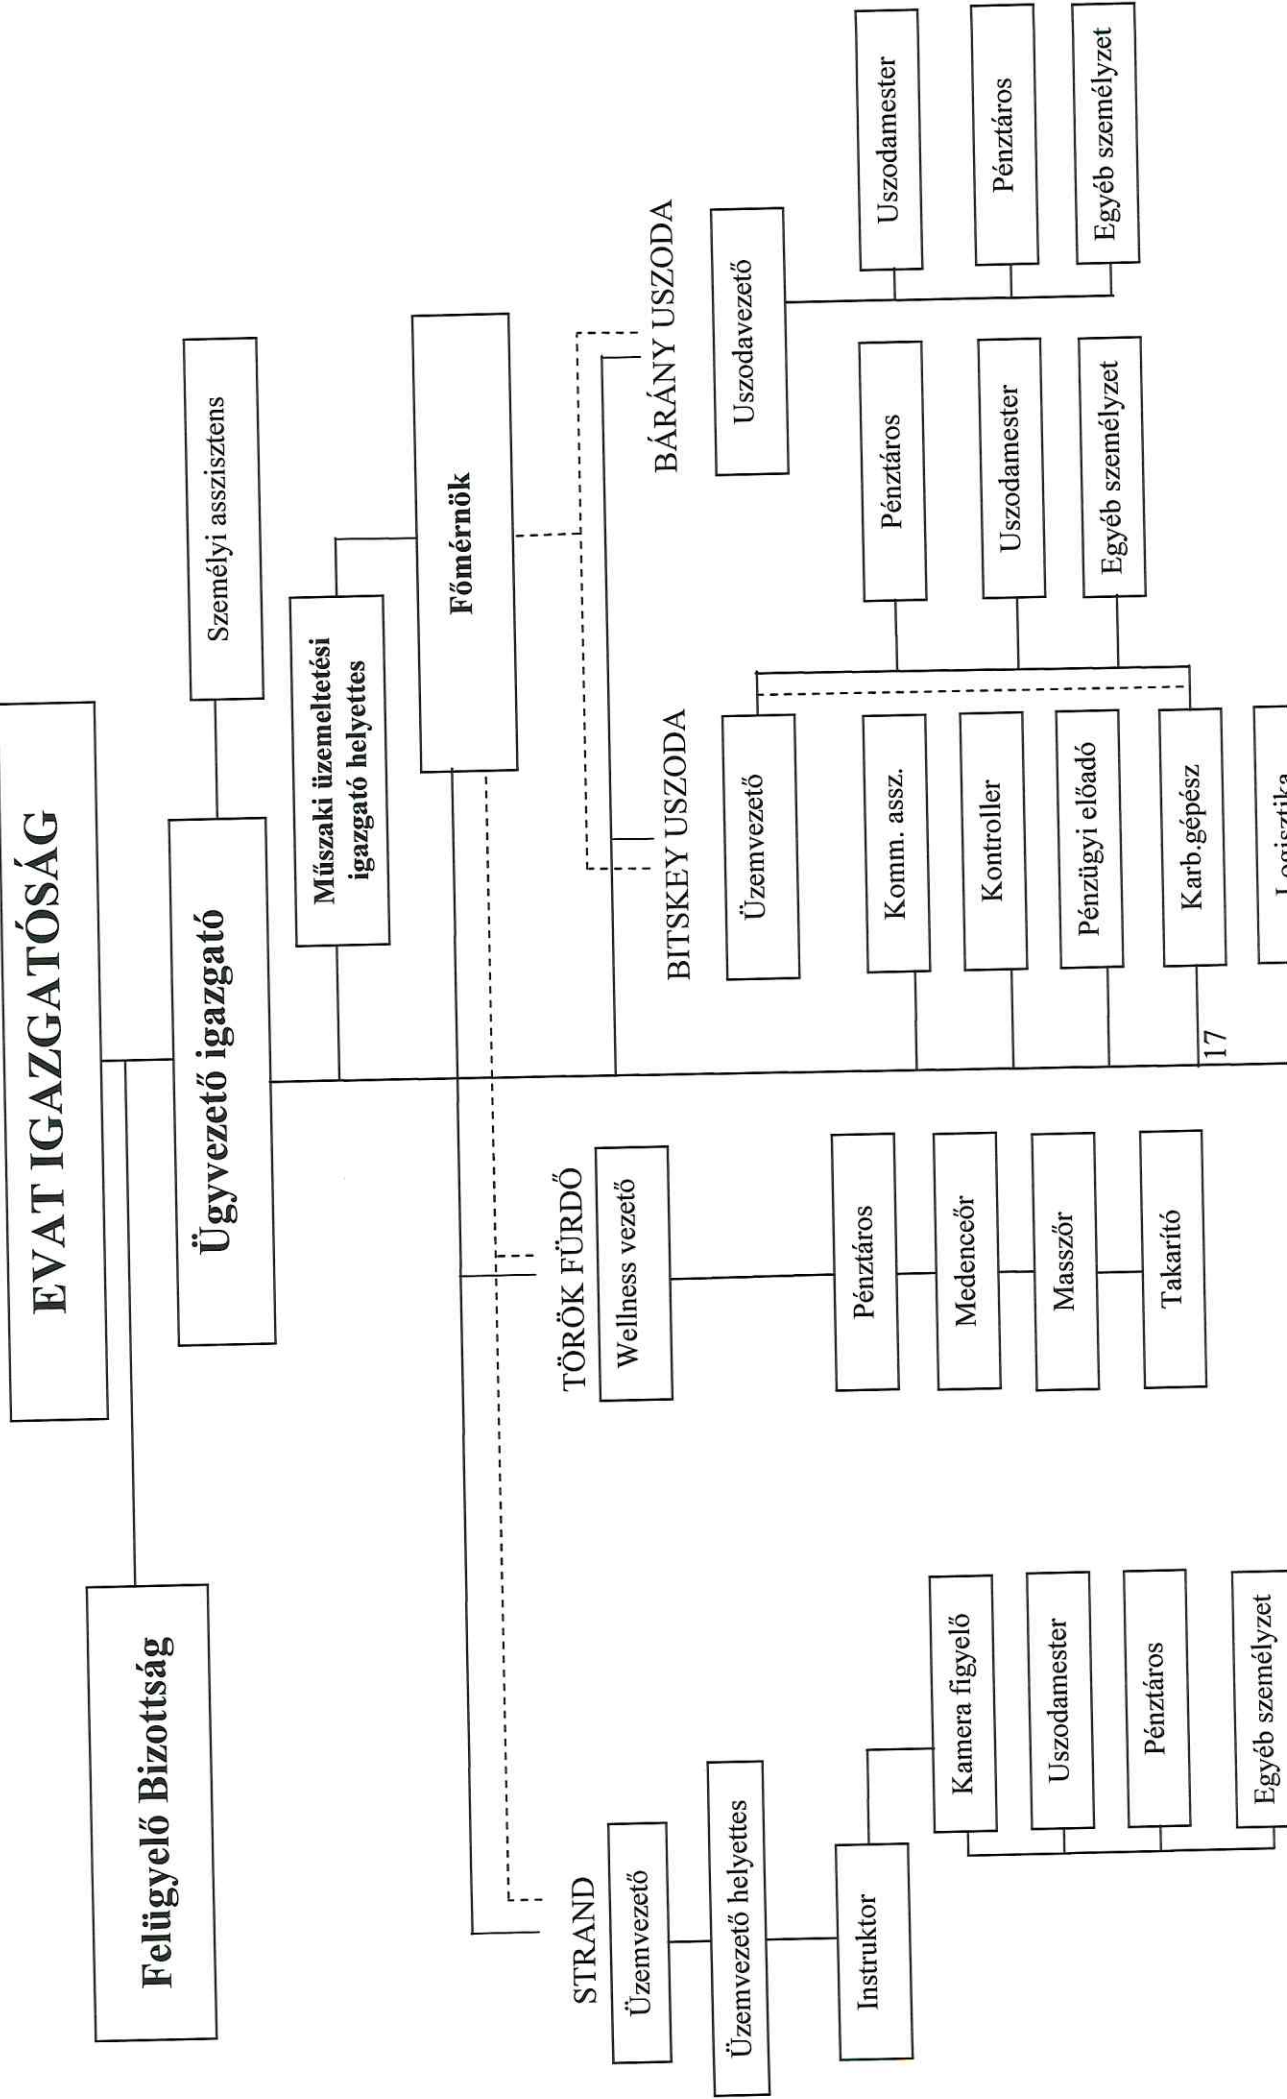 EVAT IGAZGATÓSÁG
Felügyelő Bizottság
Ügyvezető igazgató
Személyi asszisztens
Műszaki üzemeltetési
igazgató helyettes
Főmérnök
STRAND
TÖRÖK FÜRDŐ
BITSKEY USZODA
BÁRÁNY USZODA
Üzemvezető
Wellness vezető
Üzemvezető
Uszodavezető
Üzemvezető helyettes
Instruktor
Kamera figyelő
Uszodamester
Pénztáros
Egyéb személyzet
Pénztáros
Medenceőr
Masszőr
Takarító
Komm. assz.
Kontroller
Pénzügyi előadó
Karb.gépész
Logisztika
Pénztáros
Uszodamester
Egyéb személyzet
Uszodamester
Pénztáros
Egyéb személyzet
17